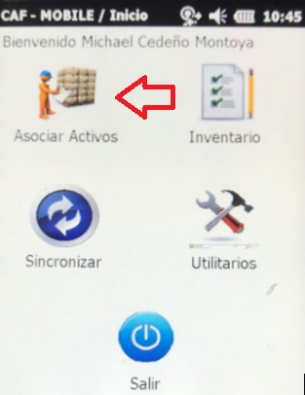 CAF - MOBILE / Inicio 10:45
Bienvenido Michael Cedeño Montoya
Asociar Activos Inventario
Sincronizar Utilitarios
Salir